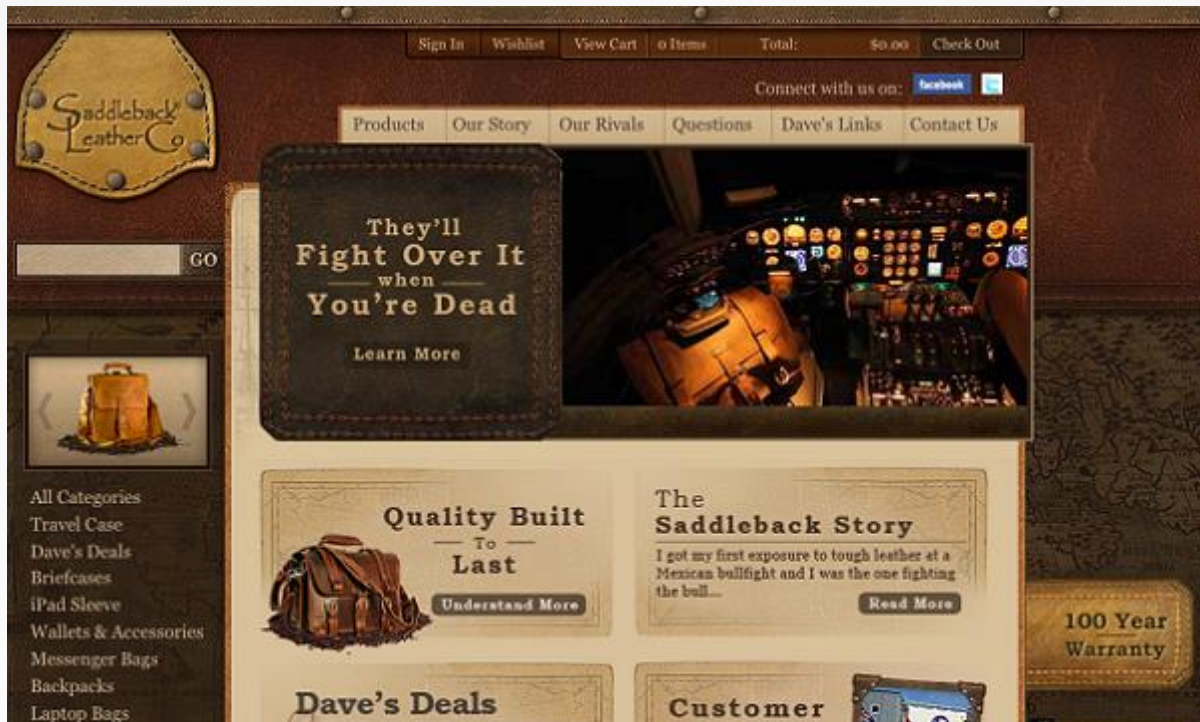 Sign In
Wishlist
View Cart
0 Items
Total:
$0.00
Check Out
Saddleback
Leather Co
Connect with us on:
facebook
Products
Our Story
Our Rivals
Questions
Dave's Links
Contact Us
GO
They'll
Fight Over It
when
You're Dead
Learn More
All Categories
Travel Case
Dave's Deals
Briefcases
iPad Sleeve
Wallets & Accessories
Messenger Bags
Backpacks
Laptop Bags
Quality Built
To
Last
Understand More
The
Saddleback Story
I got my first exposure to tough leather at a
Mexican bullfight and I was the one fighting
the bull...
Read More
100 Year
Warranty
Dave's Deals
Customer